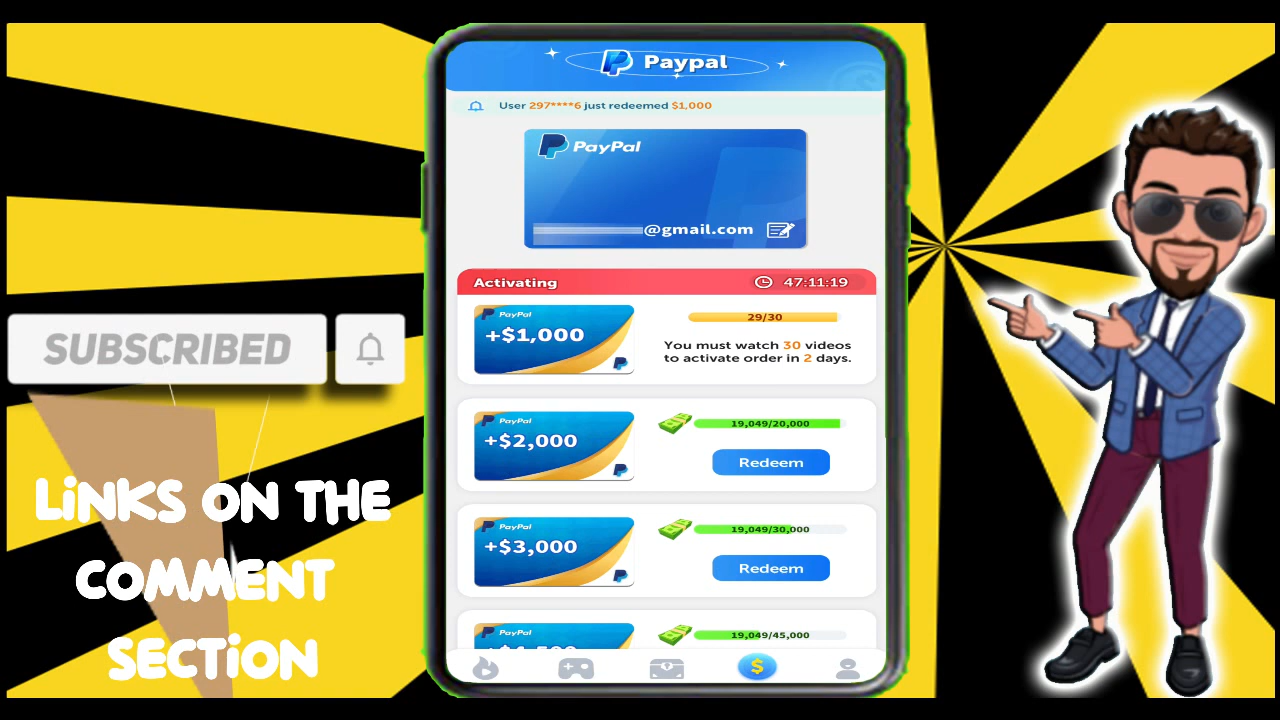 Paypal
User 297****6 just redeemed $1,000
PayPal
@gmail.com
Activating 47:11:19
PayPal
+$1,000
29/30
You must watch 30 videos
to activate order in 2 days.
PayPal
+$2,000
19,049/20,000
Redeem
PayPal
+$3,000
19,049/30,000
Redeem
PayPal
19,049/45,000
SUBSCRIBED
LiNKS ON THE
COMMENT
SECTiON